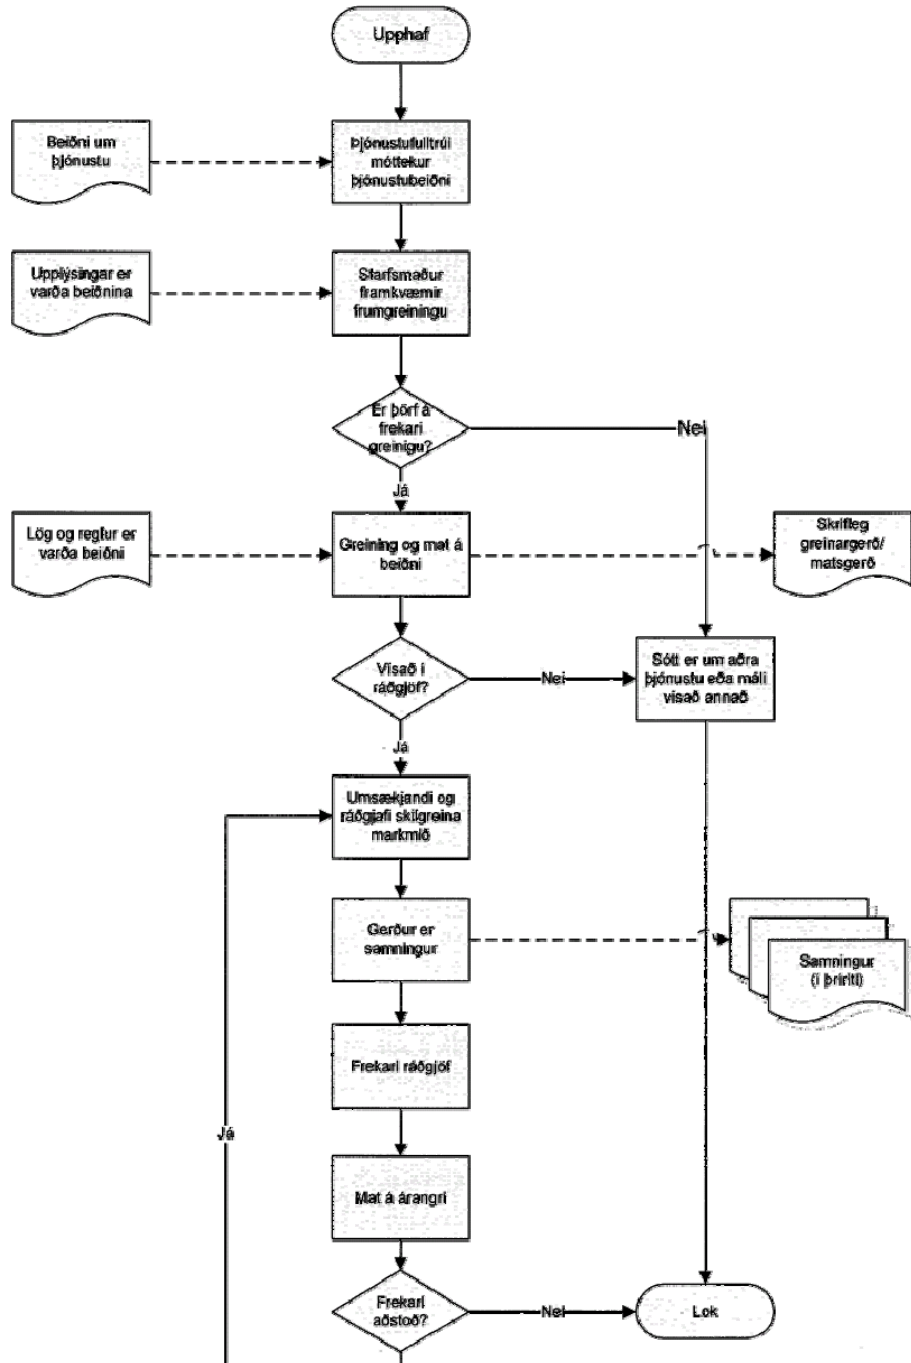 Upphaf
Beiðni um
þjónustu
Þjónustufulltrúi
móttekur
þjónustubeiðni
Upplýsingar er
varða beiðnina
Starfsmaður
framkvæmir
frumgreiningu
Er þörf á
frekari
greinigu?
Nei
Já
Lög og reglur er
varða beiðni
Greining og mat á
beiðni
Skrifleg
greinargerð/
matsgerð
Vísað í
ráðgjöf?
Nei
Sótt er um aðra
þjónustu eða máli
vísað annað
Já
Umsækjandi og
ráðgjafi skilgreina
markmið
Gerður er
samningur
Samningur
(í þríriti)
Frekari ráðgjöf
Já
Mat á árangri
Frekari
aðstoð?
Nei
Lok